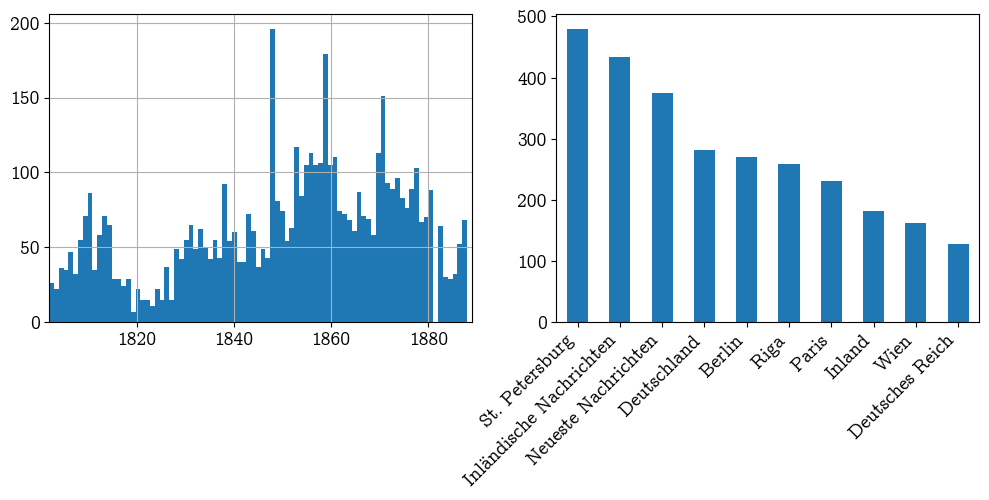 200
150
100
50
0
1820 1840 1860 1880
500
400
300
200
100
0
St. Petersburg
Inländische Nachrichten
Neueste Nachrichten
Deutschland
Berlin
Riga
Paris
Inland
Wien
Deutsches Reich